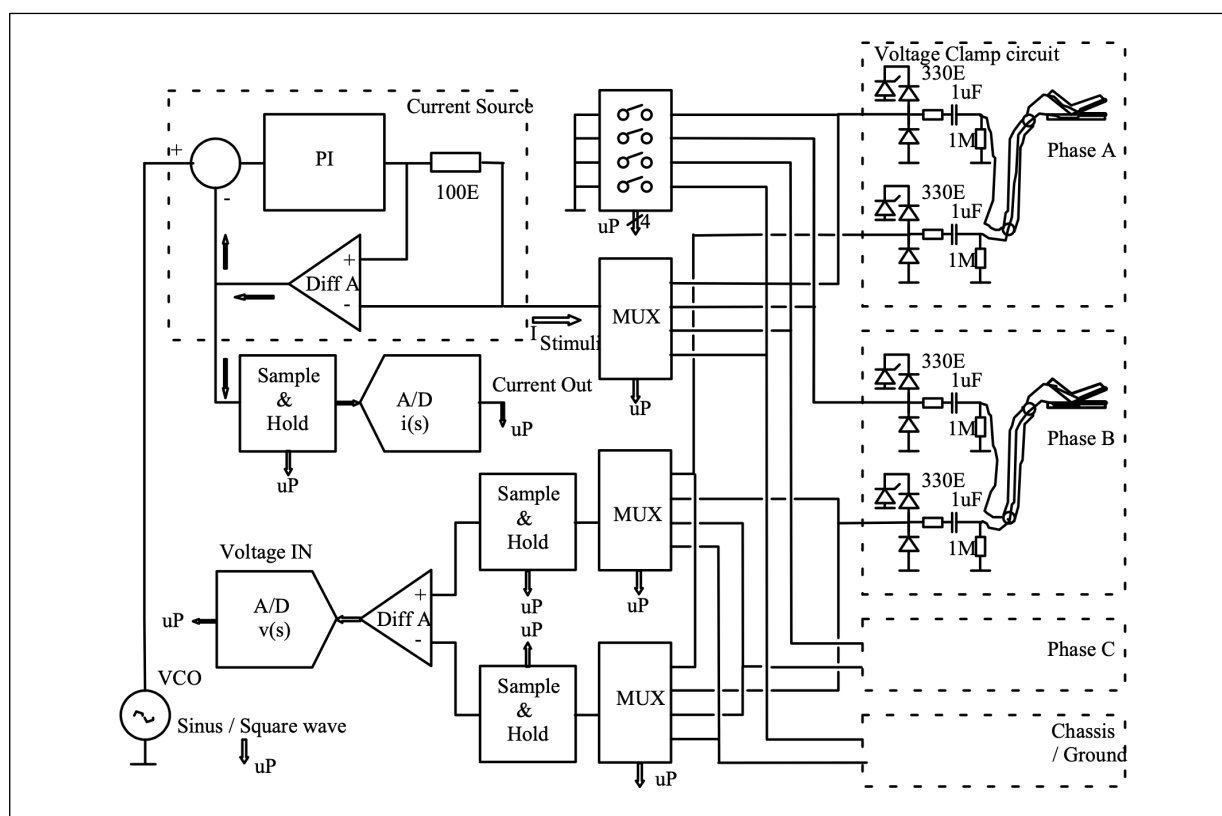 Voltage Clamp circuit
330E
1uF
1M
Phase A
330E
1uF
1M
Current Source
+
PI
-
100E
+
Diff A
-
uP
4
MUX
I
Stimuli
uP
Sample
&
Hold
A/D
i(s)
Current Out
uP
uP
330E
1uF
1M
Phase B
330E
1uF
1M
Sample
&
Hold
MUX
uP
uP
Voltage IN
A/D
v(s)
uP
+
Diff A
-
uP
Sample
&
Hold
MUX
uP
Phase C
Chassis
/ Ground
VCO
Sinus / Square wave
uP